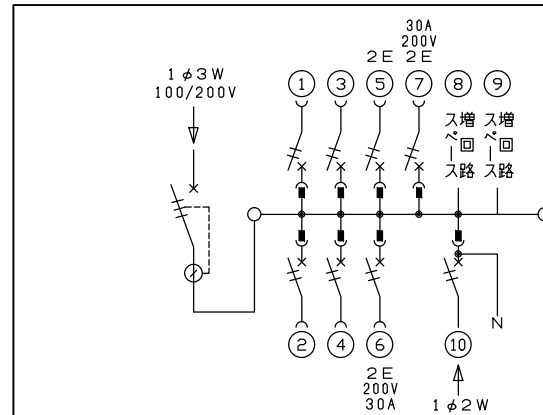 30A
200V
2E 2E
1φ3W
100/200V
① ③ ⑤ ⑦ ⑧ ⑨
増回路
スペース
増回路
スペース
N
② ④ ⑥ ⑩
2E
200V
30A
1φ2W